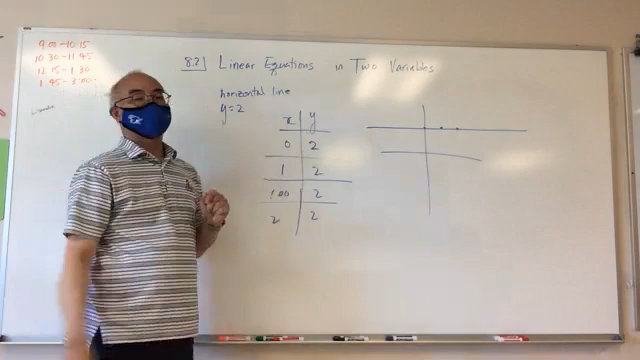 9:00-10:15
10:30-11:45
12:15-1:30
1:45-3:00
8.2 Linear Equations in Two Variables
horizontal line
y=2
x y
0 2
1 2
100 2
2 2